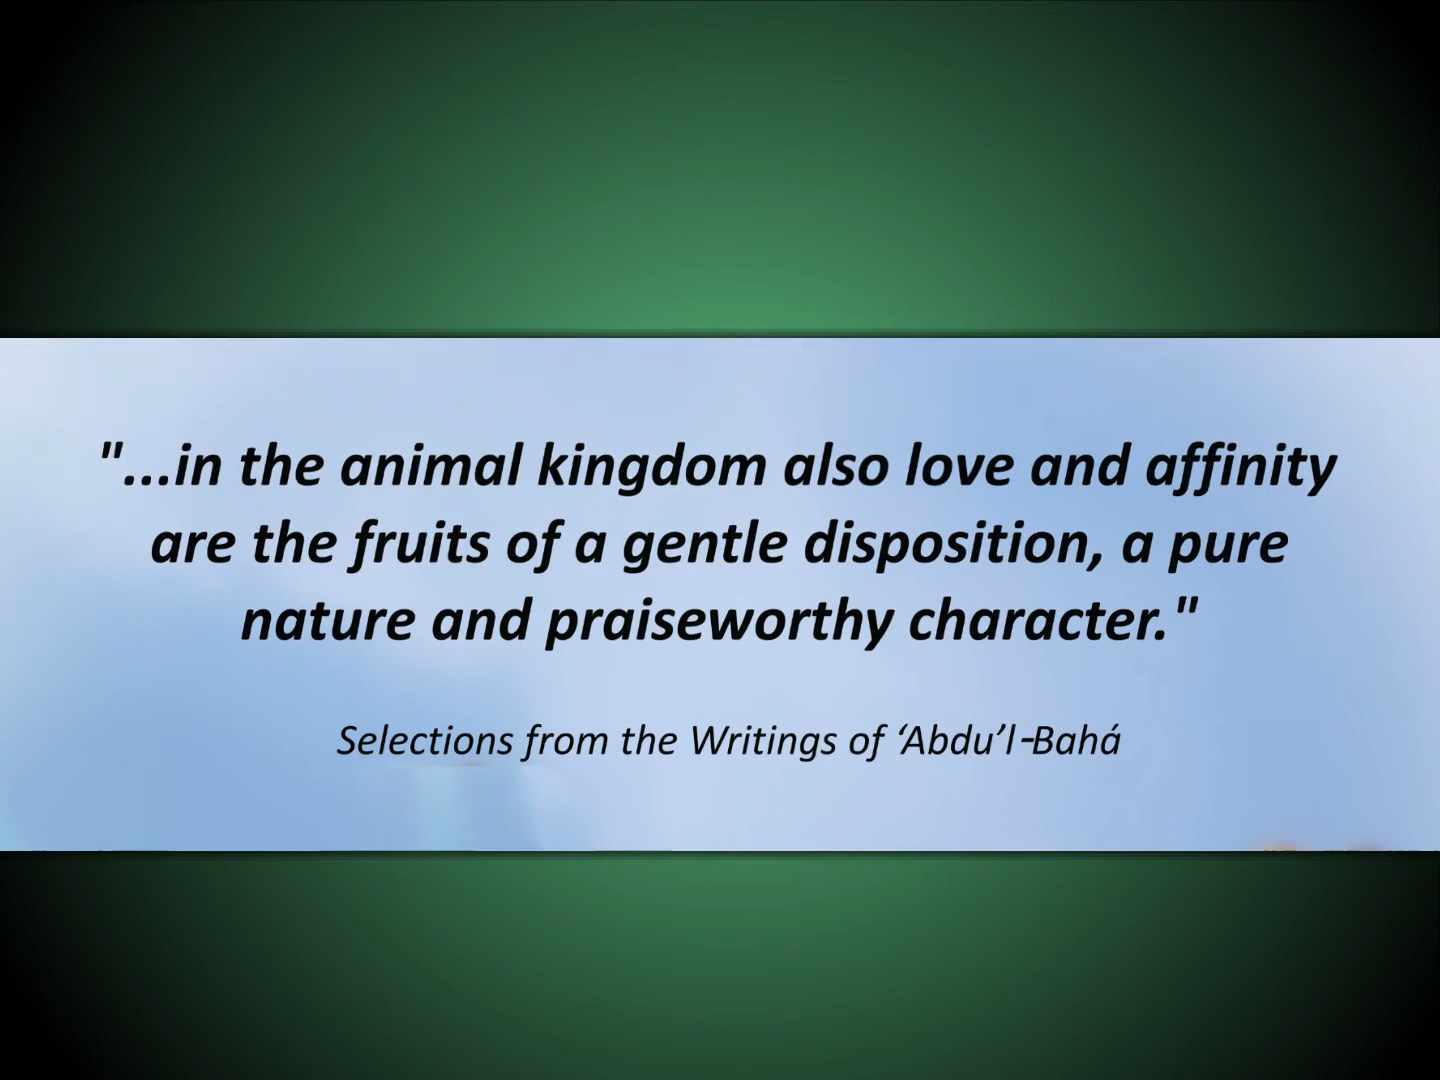 "...in the animal kingdom also love and affinity
are the fruits of a gentle disposition, a pure
nature and praiseworthy character."
Selections from the Writings of ‘Abdu’l-Bahá